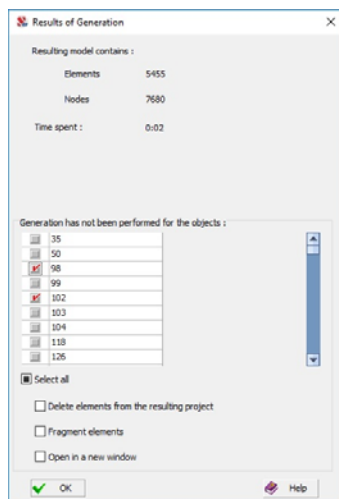 Results of Generation
Resulting model contains :
Elements 5455
Nodes 7680
Time spent : 0:02
Generation has not been performed for the objects :
35
50
98
99
102
103
104
118
126
Select all
Delete elements from the resulting project
Fragment elements
Open in a new window
OK Help